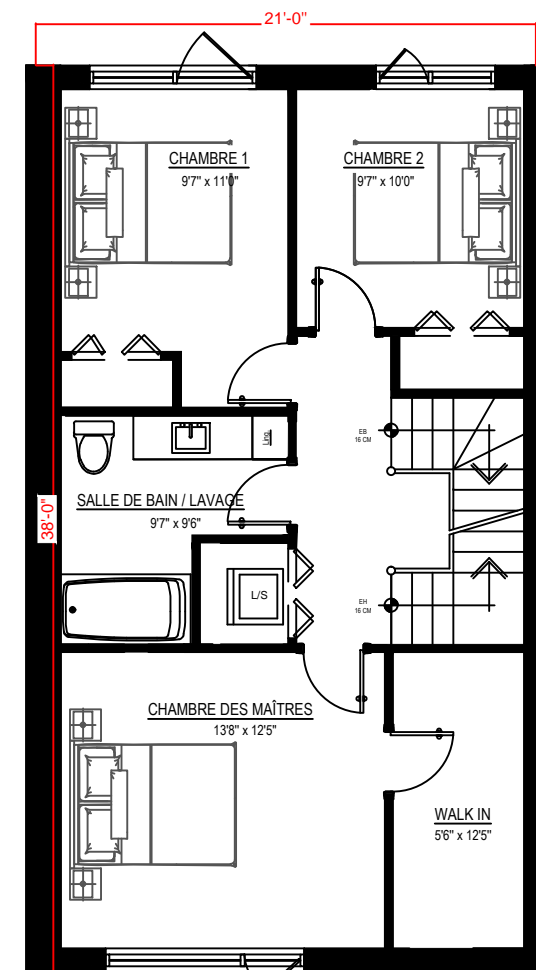 21'-0"
CHAMBRE 1
9'7" x 11'0"
CHAMBRE 2
9'7" x 10'0"
Ling.
EB
16 CM
SALLE DE BAIN / LAVAGE
9'7" x 9'6"
38'-0"
L/S
EH
16 CM
CHAMBRE DES MAÎTRES
13'8" x 12'5"
WALK IN
5'6" x 12'5"